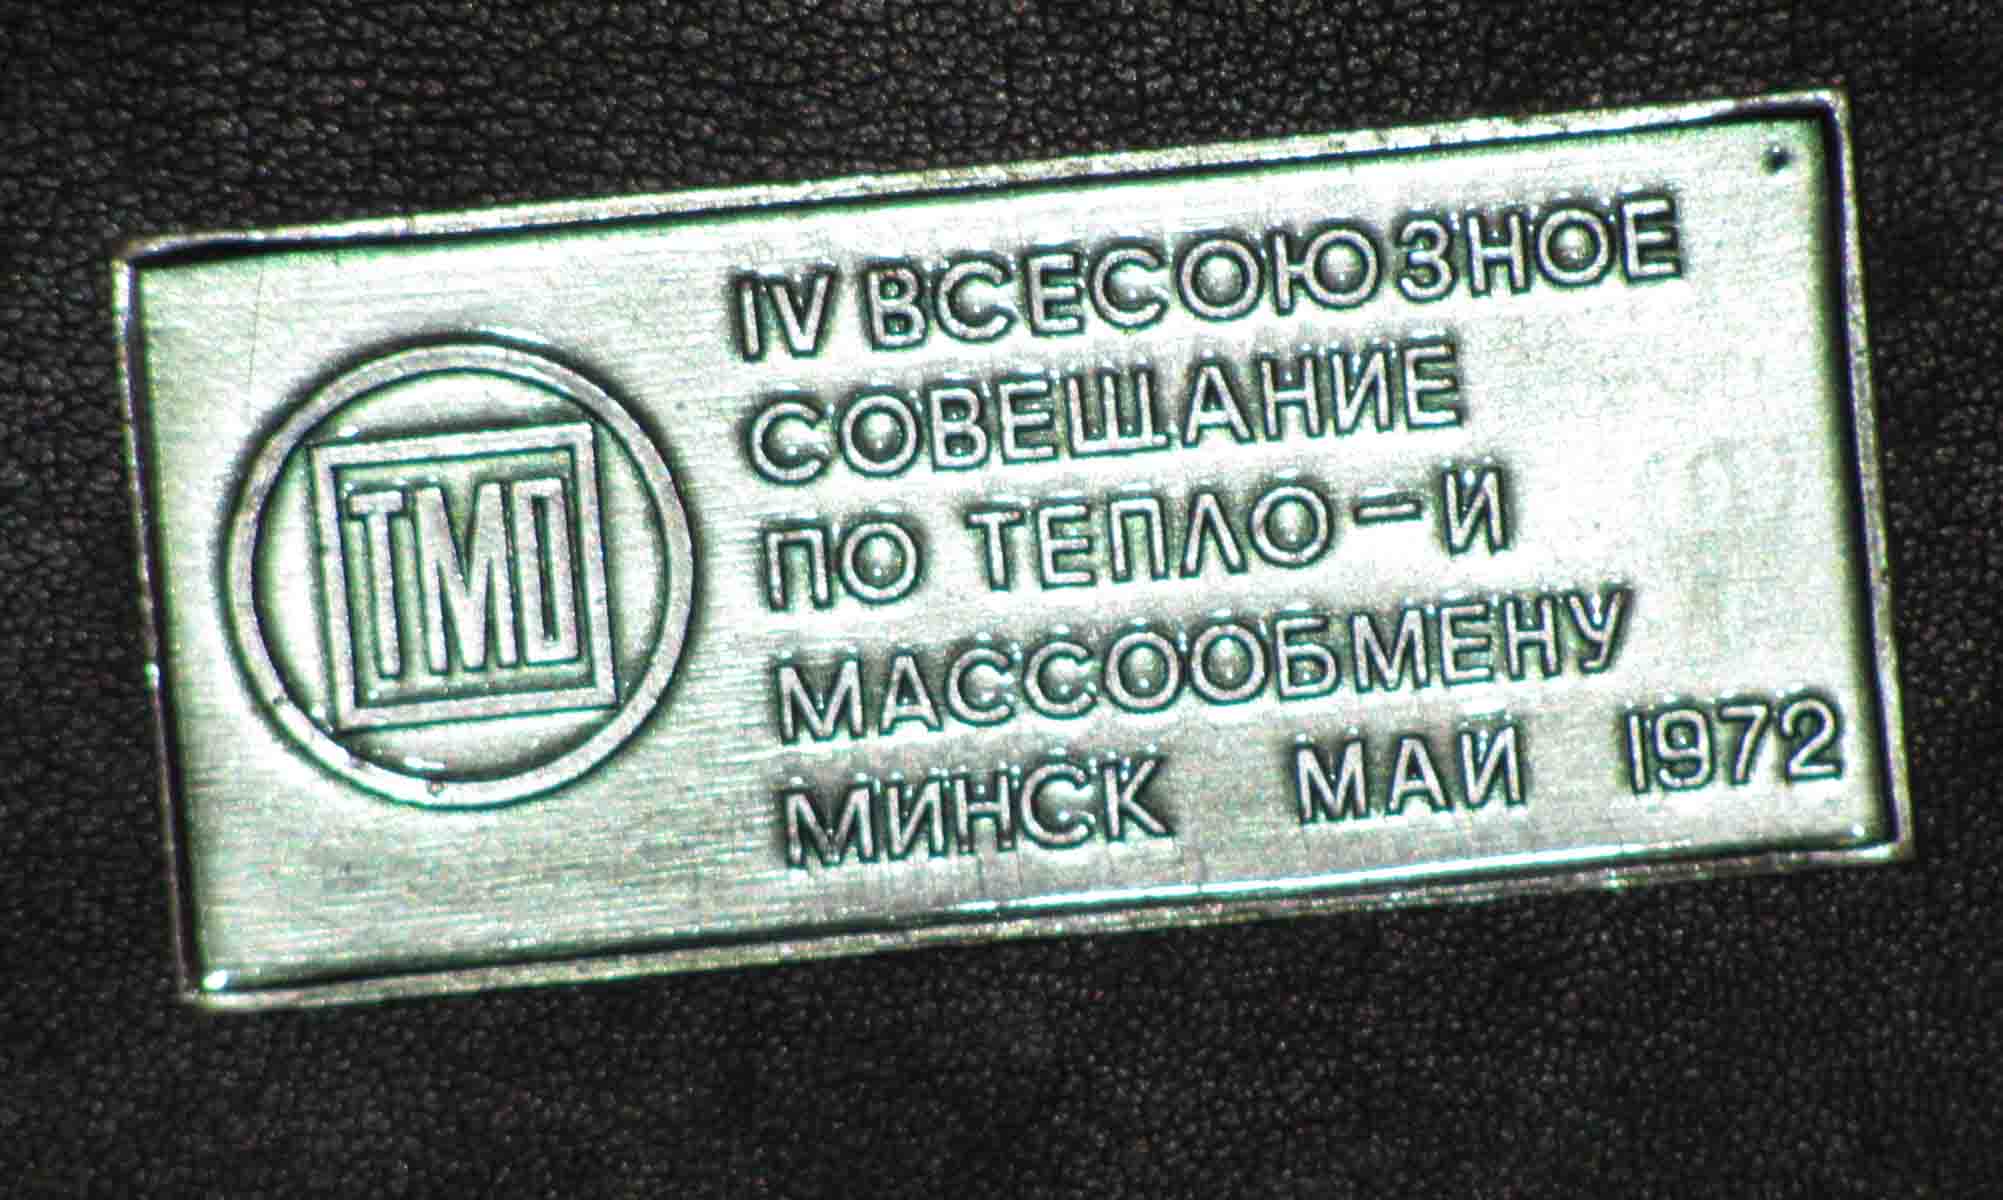 IV ВСЕСОЮЗНОЕ
СОВЕЩАНИЕ
ПО ТЕПЛО-И
МАССООБМЕНУ
МИНСК МАЙ 1972
ТМО